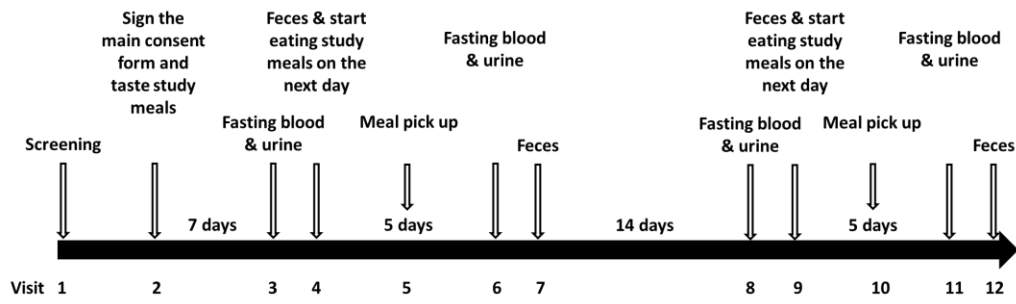 Sign the
main consent
form and
taste study
meals
Feces & start
eating study
meals on the
next day
Fasting blood
& urine
Feces & start
eating study
meals on the
next day
Fasting blood
& urine
Screening
Fasting blood
& urine
Meal pick up
Feces
Fasting blood
& urine
Meal pick up
Feces
7 days
5 days
14 days
5 days
Visit 1 2 3 4 5 6 7 8 9 10 11 12